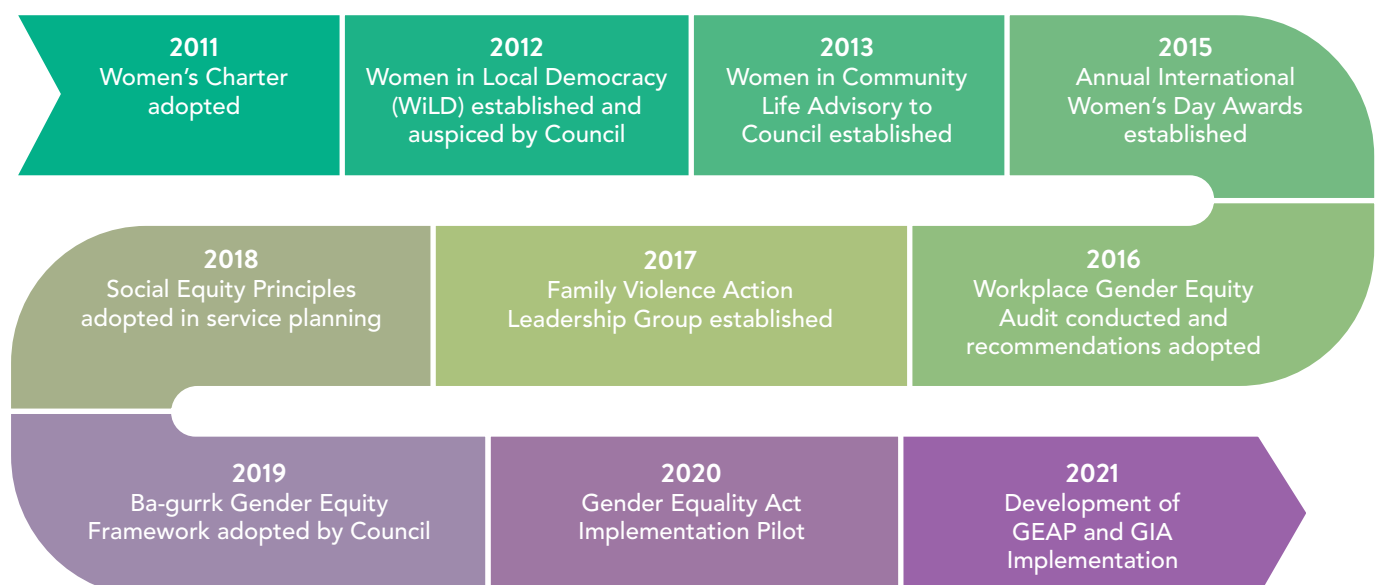 2011
Women’s Charter
adopted
2012
Women in Local Democracy
(WiLD) established and
auspiced by Council
2013
Women in Community
Life Advisory to
Council established
2015
Annual International
Women’s Day Awards
established
2016
Workplace Gender Equity
Audit conducted and
recommendations adopted
2017
Family Violence Action
Leadership Group established
2018
Social Equity Principles
adopted in service planning
2019
Ba-gurrk Gender Equity
Framework adopted by Council
2020
Gender Equality Act
Implementation Pilot
2021
Development of
GEAP and GIA
Implementation